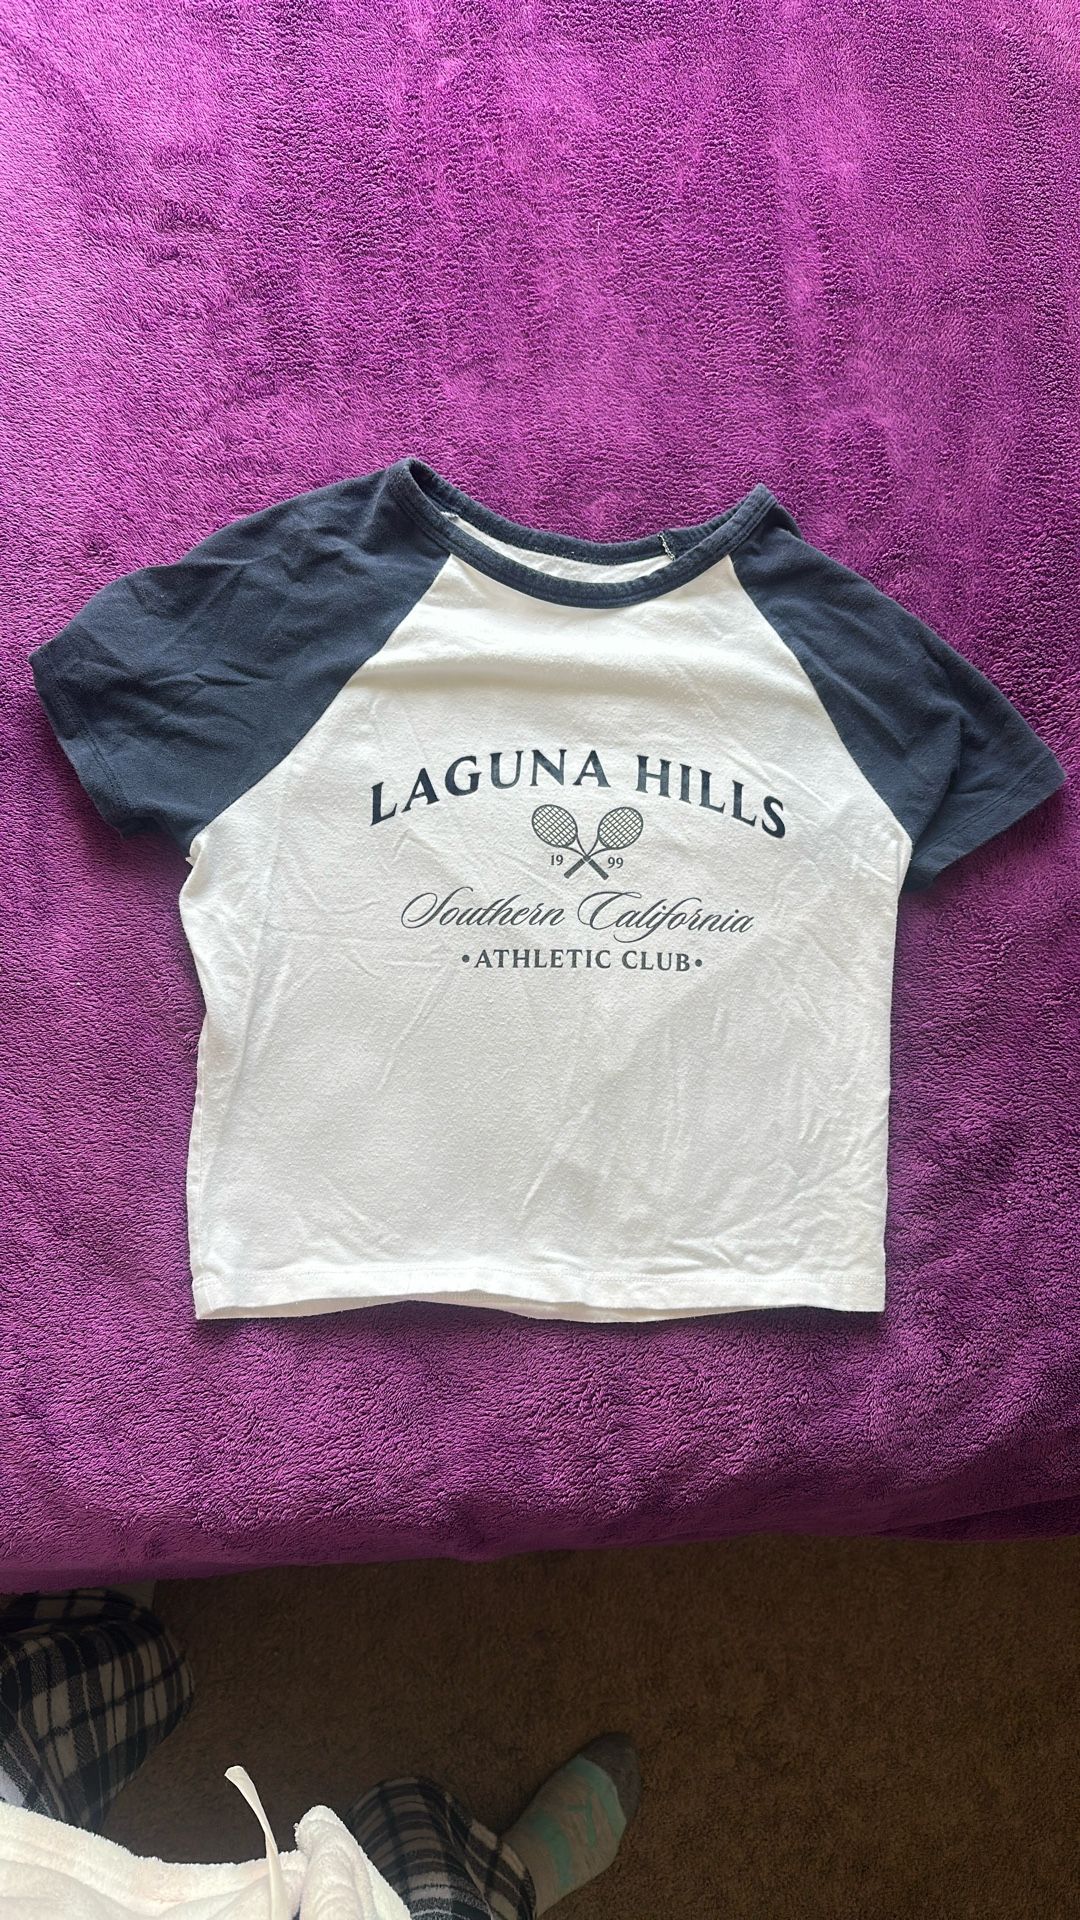 LAGUNA HILLS
19 99
Southern California
•ATHLETIC CLUB•